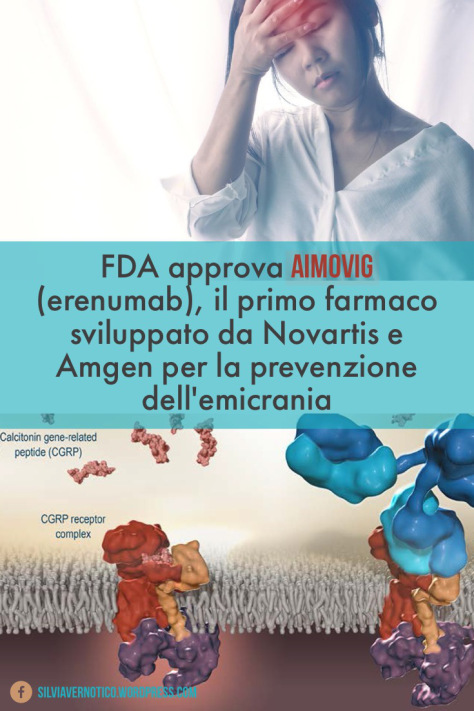 FDA approva AIMOVIG
(erenumab), il primo farmaco
sviluppato da Novartis e
Amgen per la prevenzione
dell'emicrania
Calcitonin gene-related
peptide (CGRP)
CGRP receptor
complex
f SILVIAVERNOTICO.WORDPRESS.COM